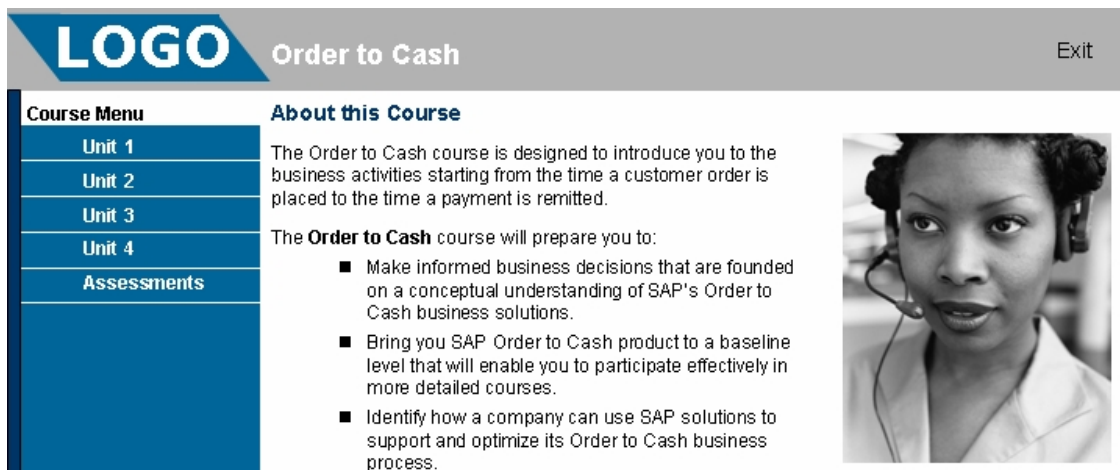 LOGO
Order to Cash
Exit
Course Menu
Unit 1
Unit 2
Unit 3
Unit 4
Assessments
About this Course
The Order to Cash course is designed to introduce you to the
business activities starting from the time a customer order is
placed to the time a payment is remitted.
The Order to Cash course will prepare you to:
■ Make informed business decisions that are founded
on a conceptual understanding of SAP's Order to
Cash business solutions.
■ Bring you SAP Order to Cash product to a baseline
level that will enable you to participate effectively in
more detailed courses.
■ Identify how a company can use SAP solutions to
support and optimize its Order to Cash business
process.